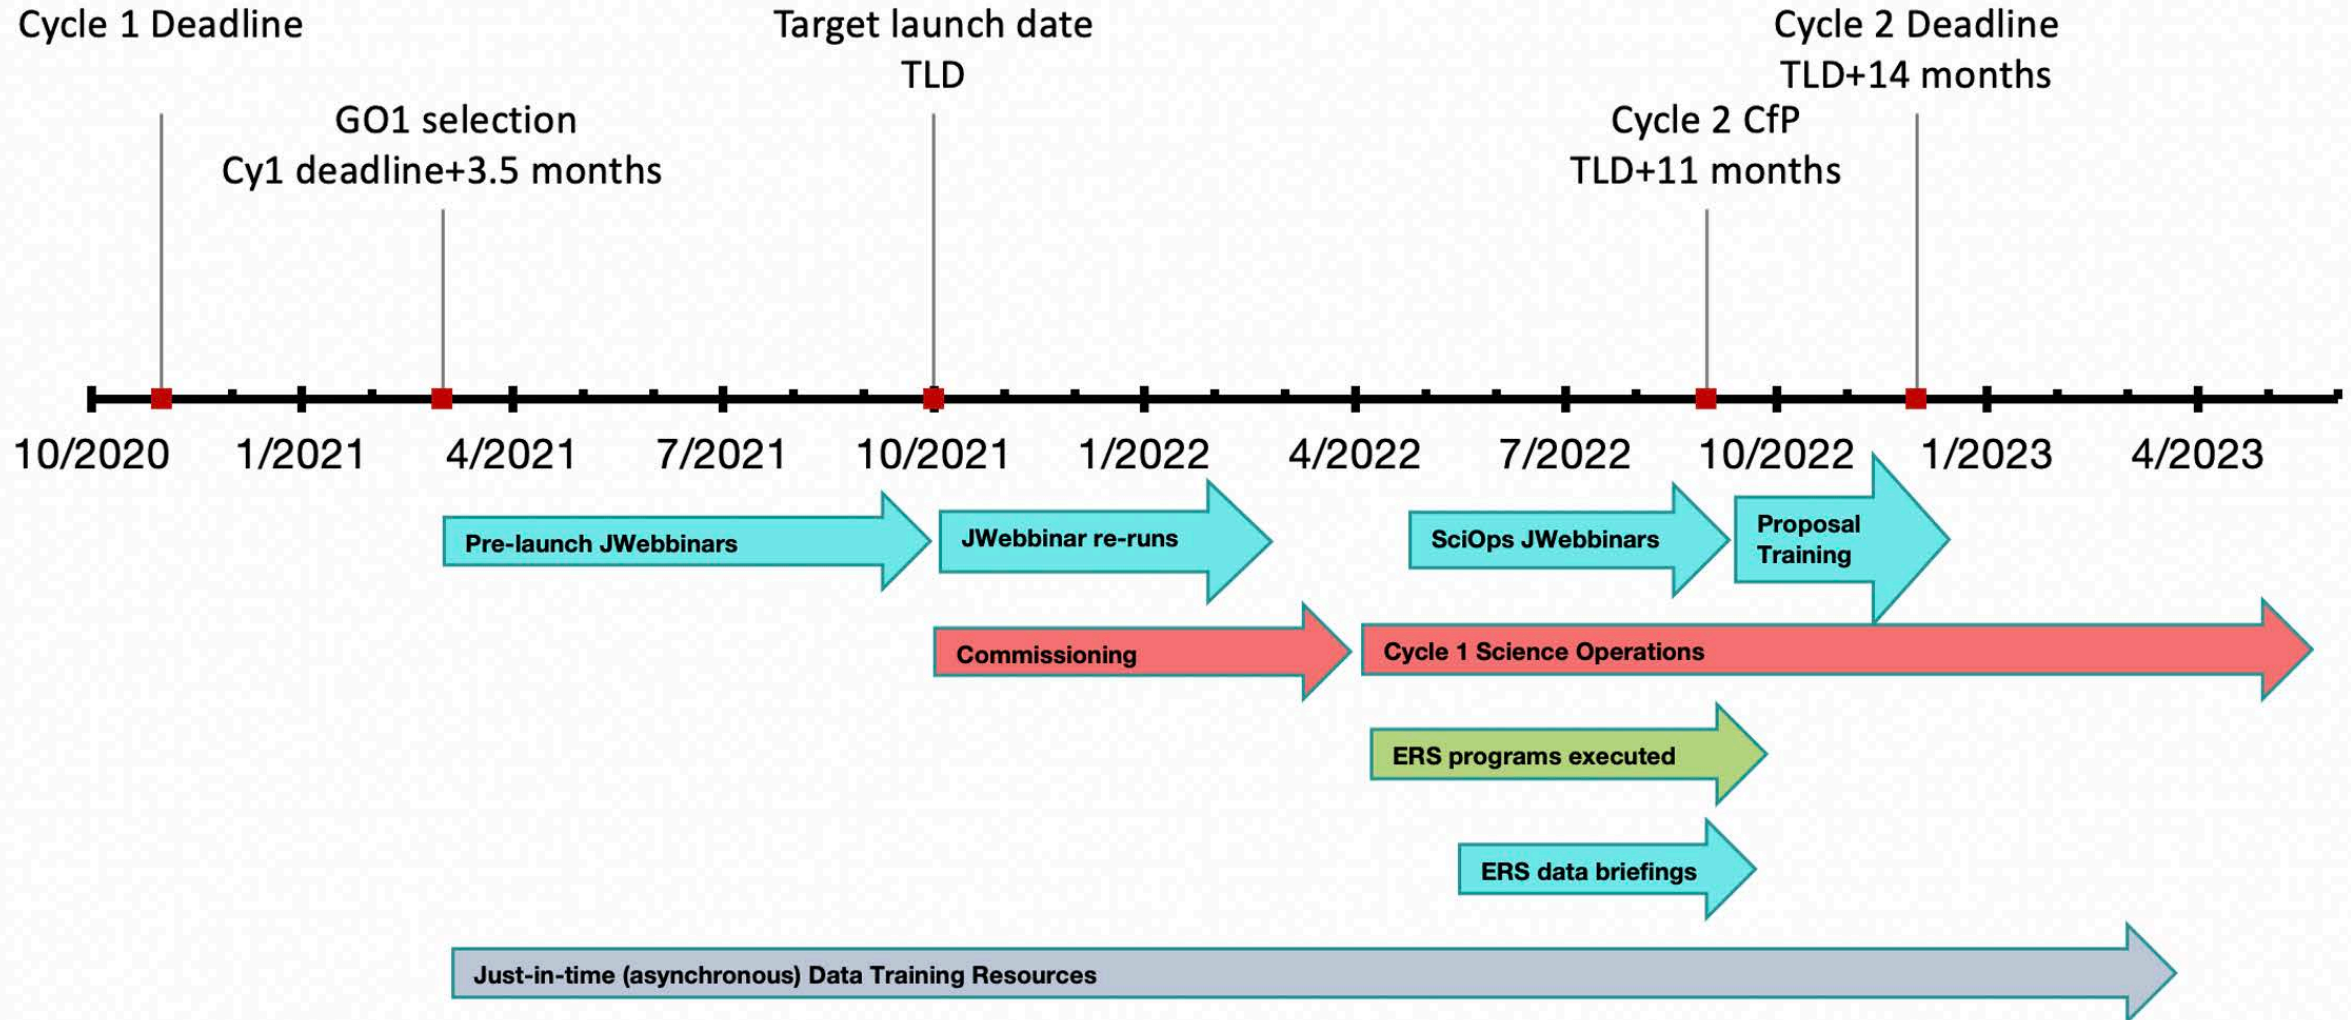 Cycle 1 Deadline
Target launch date
TLD
Cycle 2 Deadline
TLD+14 months
GO1 selection
Cy1 deadline+3.5 months
Cycle 2 CfP
TLD+11 months
10/2020 1/2021 4/2021 7/2021 10/2021 1/2022 4/2022 7/2022 10/2022 1/2023 4/2023
Pre-launch JWebbinars
JWebbinar re-runs
SciOps JWebbinars
Proposal
Training
Commissioning
Cycle 1 Science Operations
ERS programs executed
ERS data briefings
Just-in-time (asynchronous) Data Training Resources